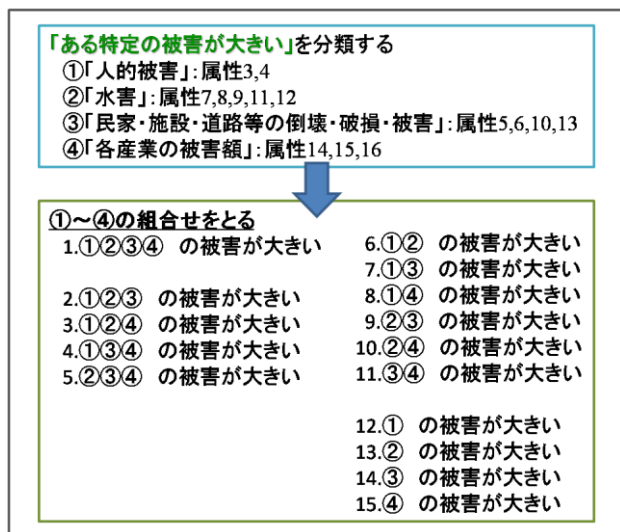 「ある特定の被害が大きい」を分類する
①「人的被害」:属性3,4
②「水害」:属性7,8,9,11,12
③「民家・施設・道路等の倒壊・破損・被害」:属性5,6,10,13
④「各産業の被害額」:属性14,15,16
①～④の組合せをとる
1.①②③④ の被害が大きい
2.①②③ の被害が大きい
3.①②④ の被害が大きい
4.①③④ の被害が大きい
5.②③④ の被害が大きい
6.①② の被害が大きい
7.①③ の被害が大きい
8.①④ の被害が大きい
9.②③ の被害が大きい
10.②④ の被害が大きい
11.③④ の被害が大きい
12.① の被害が大きい
13.② の被害が大きい
14.③ の被害が大きい
15.④ の被害が大きい